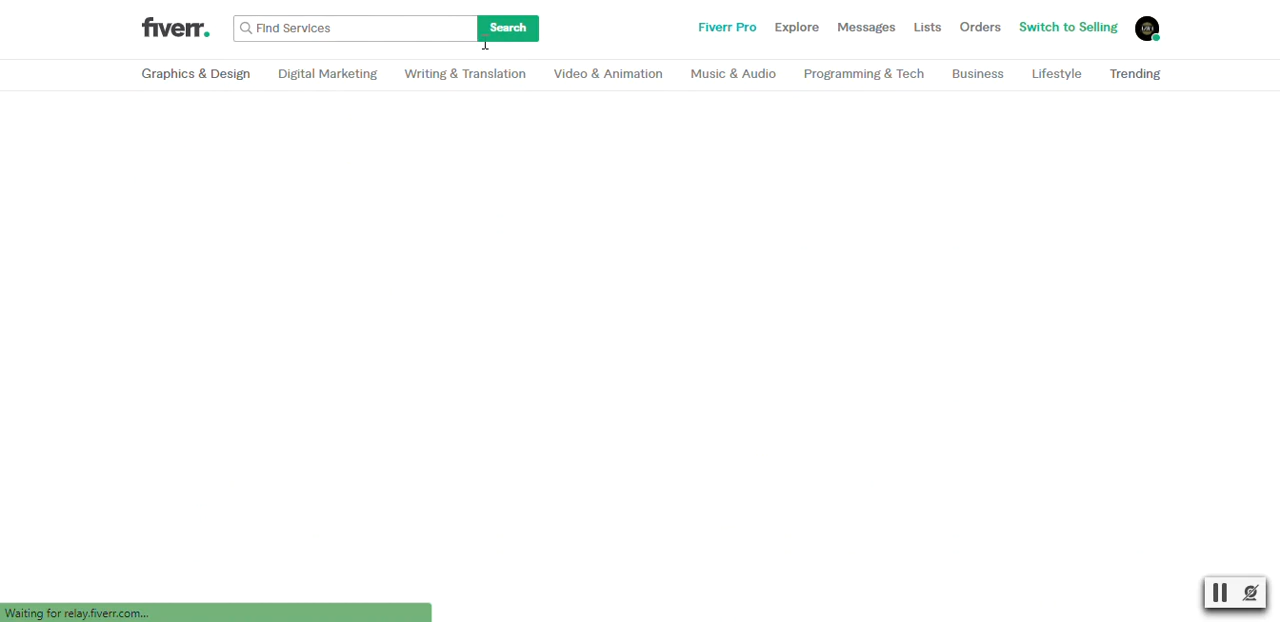 fiverr.
Find Services
Search
Fiverr Pro
Explore
Messages
Lists
Orders
Switch to Selling
Graphics & Design
Digital Marketing
Writing & Translation
Video & Animation
Music & Audio
Programming & Tech
Business
Lifestyle
Trending
Waiting for relay.fiverr.com...